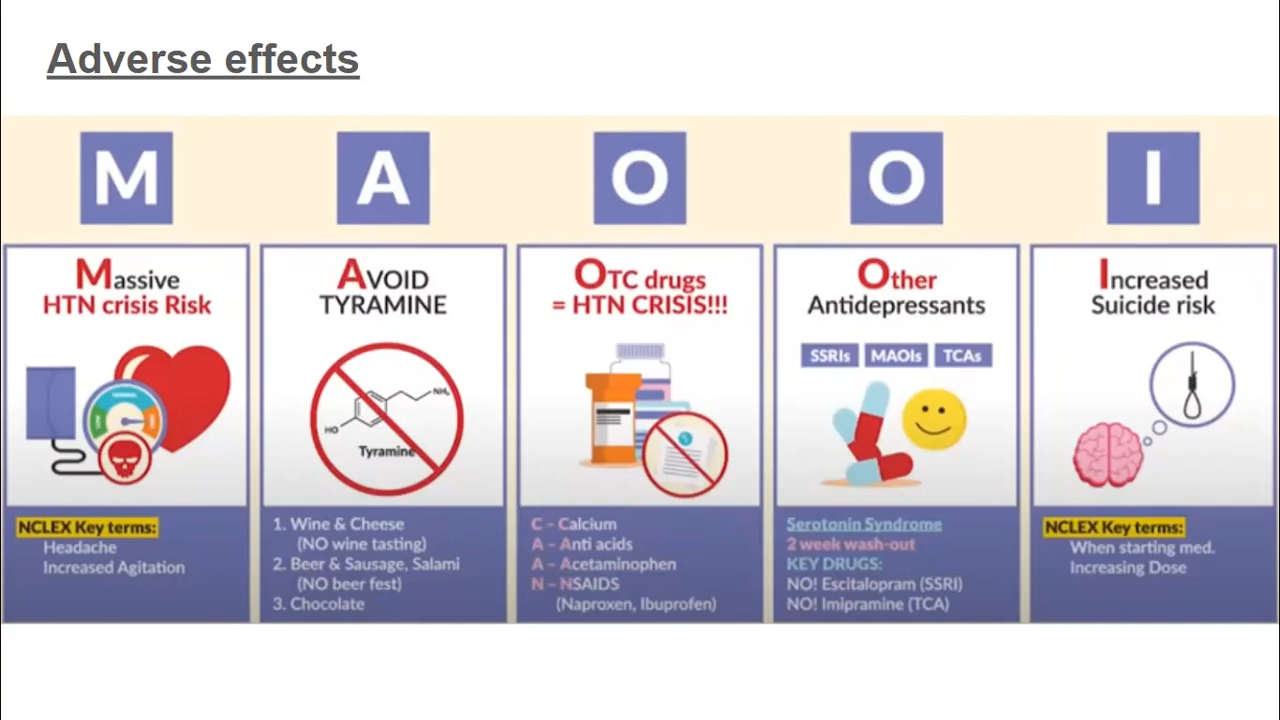 Adverse effects
M
A
O
O
I
Massive
HTN crisis Risk
NCLEX Key terms:
Headache
Increased Agitation
AVOID
TYRAMINE
NH₂
HO
Tyramine
1. Wine & Cheese
(NO wine tasting)
2. Beer & Sausage, Salami
(NO beer fest)
3. Chocolate
OTC drugs
= HTN CRISIS!!!
C – Calcium
A – Anti acids
A – Acetaminophen
N – NSAIDS
(Naproxen, Ibuprofen)
Other
Antidepressants
SSRIs MAOIs TCAs
Serotonin Syndrome
2 week wash-out
KEY DRUGS:
NO! Escitalopram (SSRI)
NO! Imipramine (TCA)
Increased
Suicide risk
NCLEX Key terms:
When starting med.
Increasing Dose